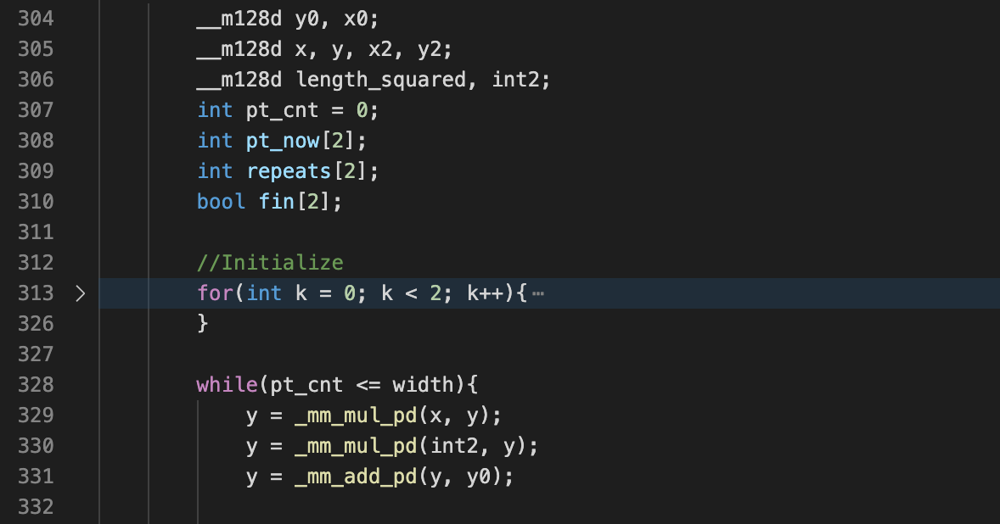 304 __m128d y0, x0;
305 __m128d x, y, x2, y2;
306 __m128d length_squared, int2;
307 int pt_cnt = 0;
308 int pt_now[2];
309 int repeats[2];
310 bool fin[2];
311
312 //Initialize
313 for(int k = 0; k < 2; k++){⋯
326 }
327
328 while(pt_cnt <= width){
329 y = _mm_mul_pd(x, y);
330 y = _mm_mul_pd(int2, y);
331 y = _mm_add_pd(y, y0);
332